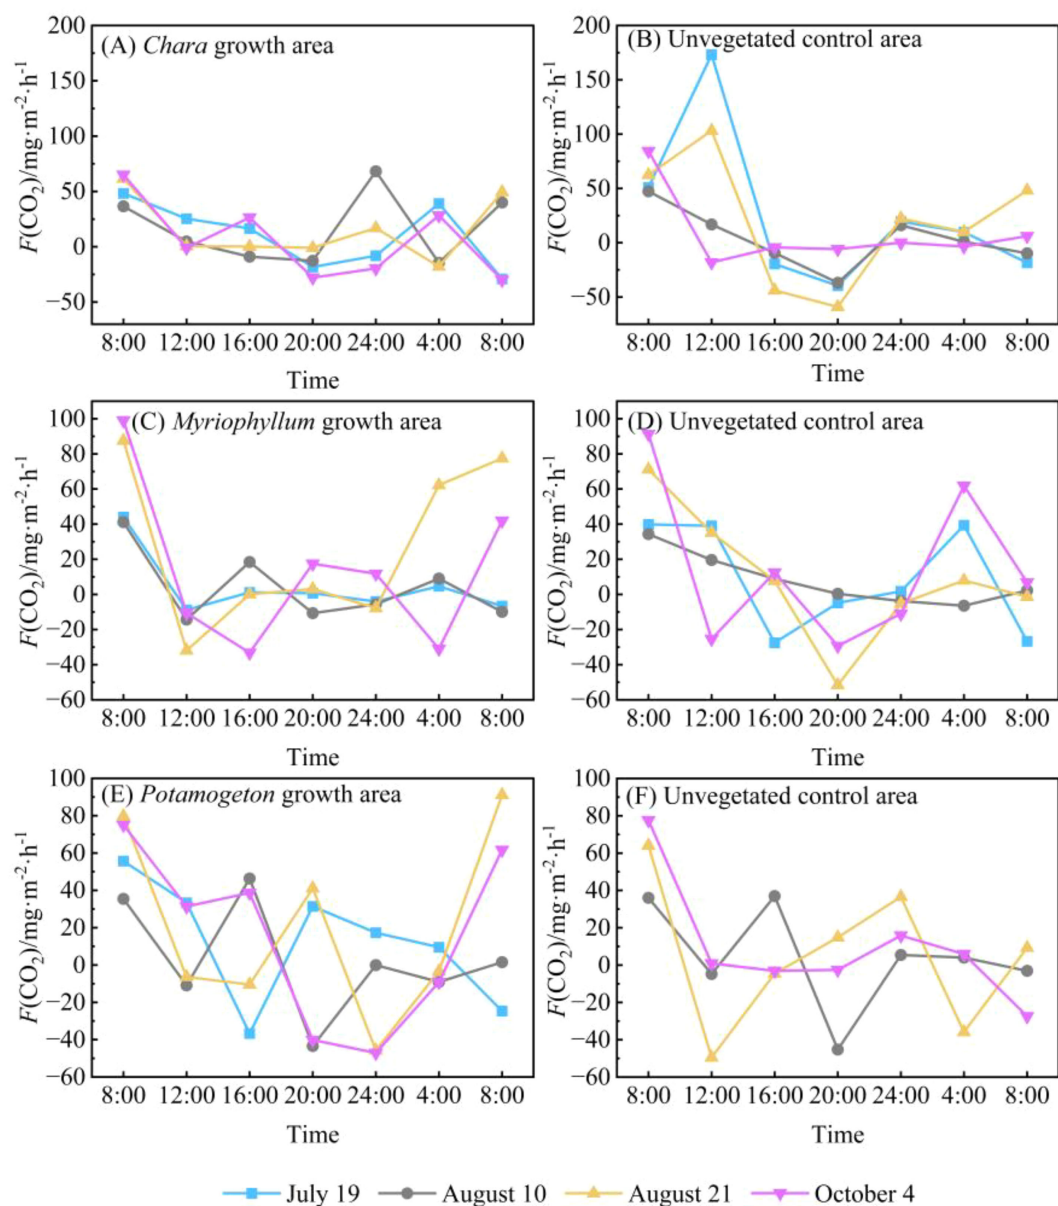 (A) Chara growth area
F(CO₂)/mg·m⁻²·h⁻¹
200
150
100
50
0
−50
8:00 12:00 16:00 20:00 24:00 4:00 8:00
Time
(B) Unvegetated control area
F(CO₂)/mg·m⁻²·h⁻¹
200
150
100
50
0
−50
8:00 12:00 16:00 20:00 24:00 4:00 8:00
Time
(C) Myriophyllum growth area
F(CO₂)/mg·m⁻²·h⁻¹
100
80
60
40
20
0
−20
−40
−60
8:00 12:00 16:00 20:00 24:00 4:00 8:00
Time
(D) Unvegetated control area
F(CO₂)/mg·m⁻²·h⁻¹
100
80
60
40
20
0
−20
−40
−60
8:00 12:00 16:00 20:00 24:00 4:00 8:00
Time
(E) Potamogeton growth area
F(CO₂)/mg·m⁻²·h⁻¹
100
80
60
40
20
0
−20
−40
−60
8:00 12:00 16:00 20:00 24:00 4:00 8:00
Time
(F) Unvegetated control area
F(CO₂)/mg·m⁻²·h⁻¹
100
80
60
40
20
0
−20
−40
−60
8:00 12:00 16:00 20:00 24:00 4:00 8:00
Time
July 19 August 10 August 21 October 4